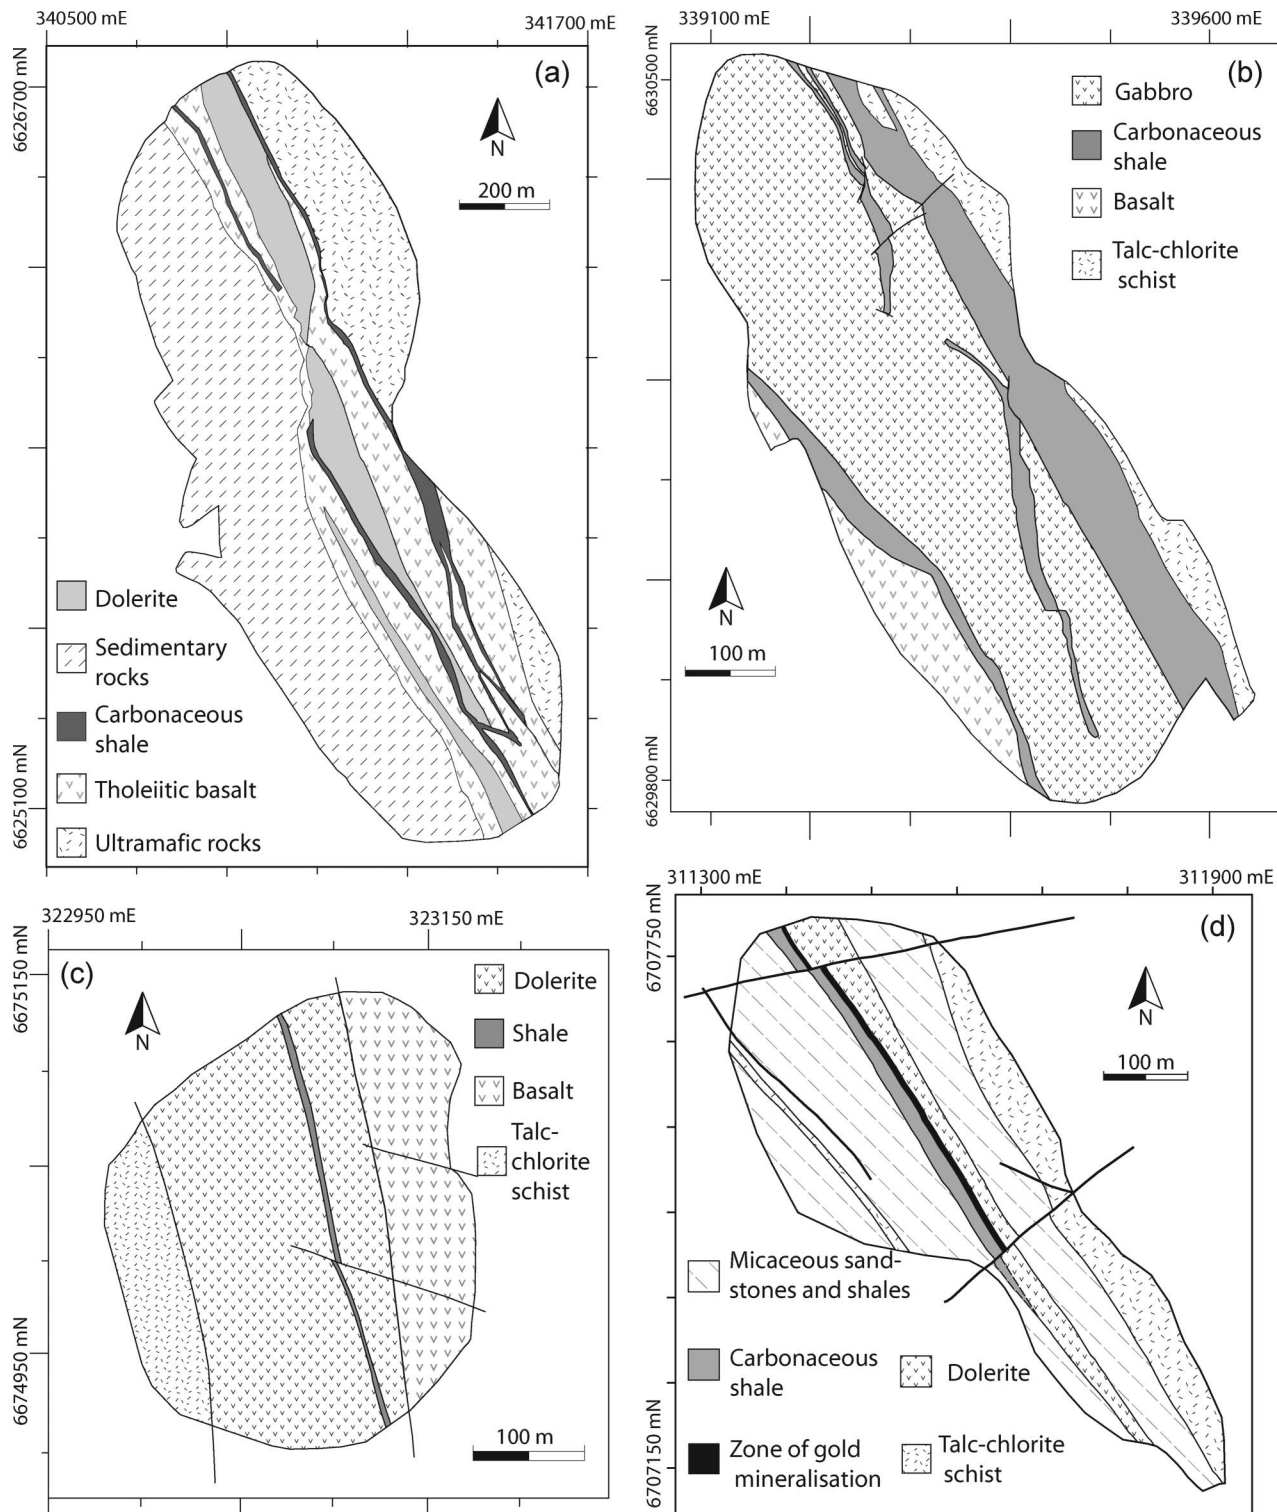 340500 mE
341700 mE
6626700 mN
6625100 mN
(a)
N
200 m
Dolerite
Sedimentary
rocks
Carbonaceous
shale
Tholeiitic basalt
Ultramafic rocks
339100 mE
339600 mE
6630500 mN
6629800 mN
(b)
Gabbro
Carbonaceous
shale
Basalt
Talc-chlorite
schist
N
100 m
322950 mE
323150 mE
6675150 mN
6674950 mN
(c)
N
Dolerite
Shale
Basalt
Talc-
chlorite
schist
100 m
311300 mE
311900 mE
6707750 mN
6707150 mN
(d)
N
100 m
Micaceous sand-
stones and shales
Carbonaceous
shale
Dolerite
Zone of gold
mineralisation
Talc-chlorite
schist